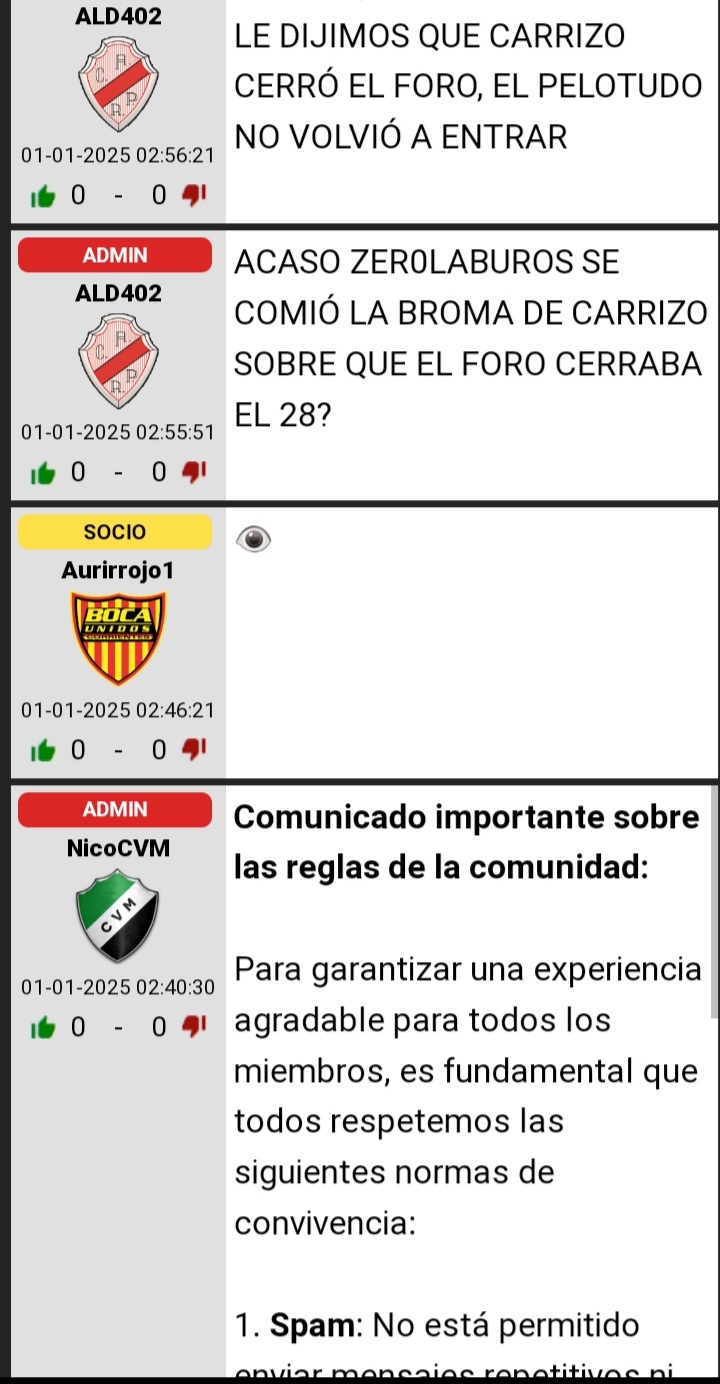 ALD402
C. A.
R. P.
01-01-2025 02:56:21
0 - 0
LE DIJIMOS QUE CARRIZO
CERRÓ EL FORO, EL PELOTUDO
NO VOLVIÓ A ENTRAR
ADMIN
ALD402
C. A.
R. P.
01-01-2025 02:55:51
0 - 0
ACASO ZER0LABUROS SE
COMIÓ LA BROMA DE CARRIZO
SOBRE QUE EL FORO CERRABA
EL 28?
SOCIO
Aurirrojo1
BOCA
UNIDOS
CORRIENTES
01-01-2025 02:46:21
0 - 0
👁
ADMIN
NicoCVM
CVM
01-01-2025 02:40:30
0 - 0
Comunicado importante sobre
las reglas de la comunidad:
Para garantizar una experiencia
agradable para todos los
miembros, es fundamental que
todos respetemos las
siguientes normas de
convivencia:
1. Spam: No está permitido
enviar mensajes repetitivos ni